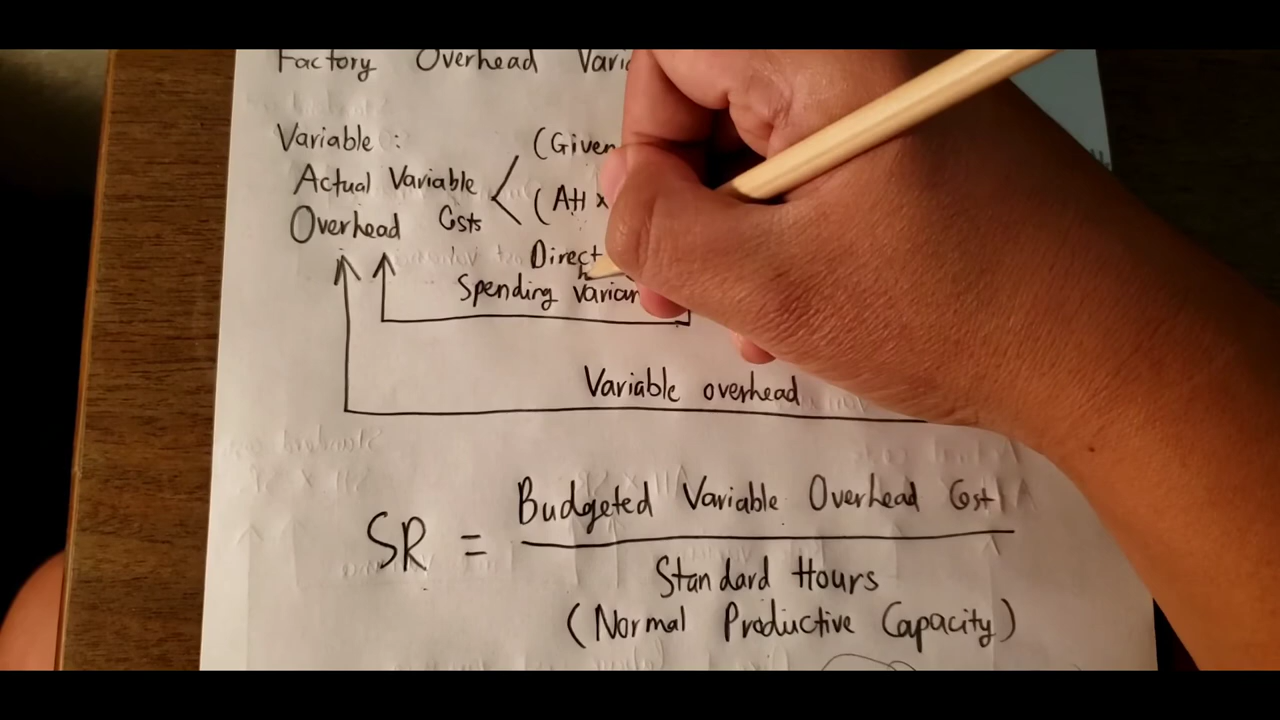 Factory Overhead
Variable :
(Given
Actual Variable
(AH x
Overhead Costs
Direct
Spending
Variable overhead
Budgeted Variable Overhead Cost
SR =
Standard Hours
(Normal Productive Capacity)